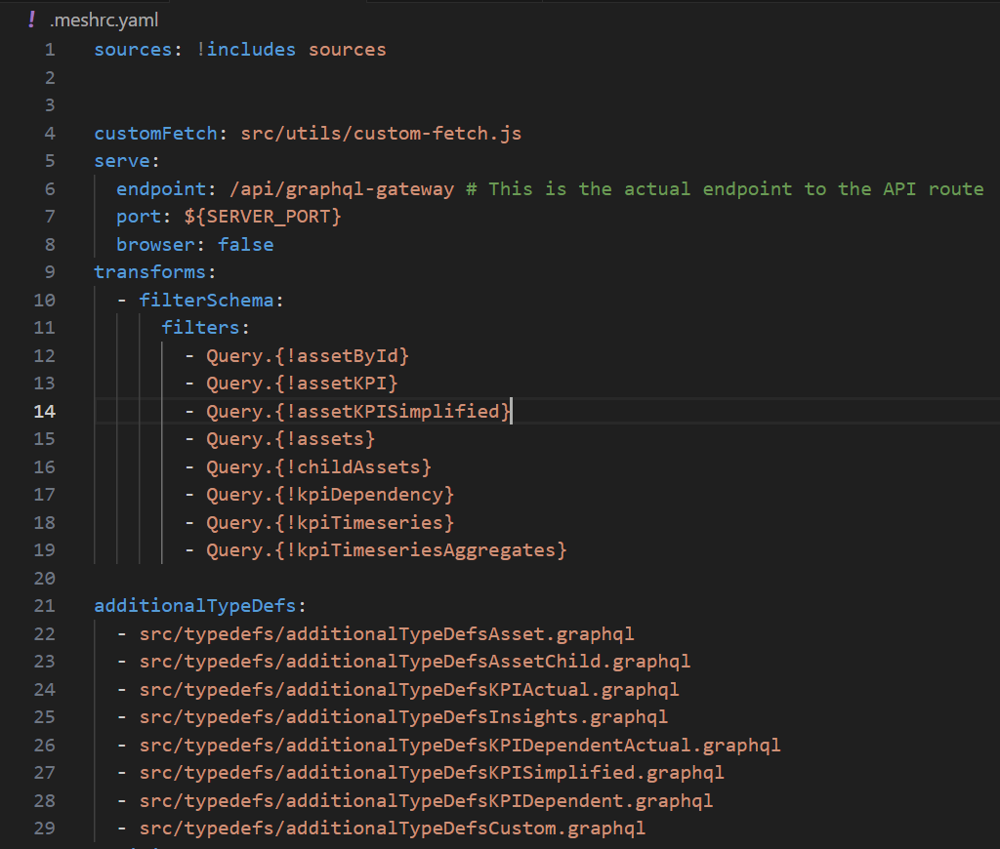 ! .meshrc.yaml
1 sources: !includes sources
2
3
4 customFetch: src/utils/custom-fetch.js
5 serve:
6 endpoint: /api/graphql-gateway # This is the actual endpoint to the API route
7 port: ${SERVER_PORT}
8 browser: false
9 transforms:
10 - filterSchema:
11 filters:
12 - Query.{!assetById}
13 - Query.{!assetKPI}
14 - Query.{!assetKPISimplified}
15 - Query.{!assets}
16 - Query.{!childAssets}
17 - Query.{!kpiDependency}
18 - Query.{!kpiTimeseries}
19 - Query.{!kpiTimeseriesAggregates}
20
21 additionalTypeDefs:
22 - src/typedefs/additionalTypeDefsAsset.graphql
23 - src/typedefs/additionalTypeDefsAssetChild.graphql
24 - src/typedefs/additionalTypeDefsKPIActual.graphql
25 - src/typedefs/additionalTypeDefsInsights.graphql
26 - src/typedefs/additionalTypeDefsKPIDependentActual.graphql
27 - src/typedefs/additionalTypeDefsKPISimplified.graphql
28 - src/typedefs/additionalTypeDefsKPIDependent.graphql
29 - src/typedefs/additionalTypeDefsCustom.graphql